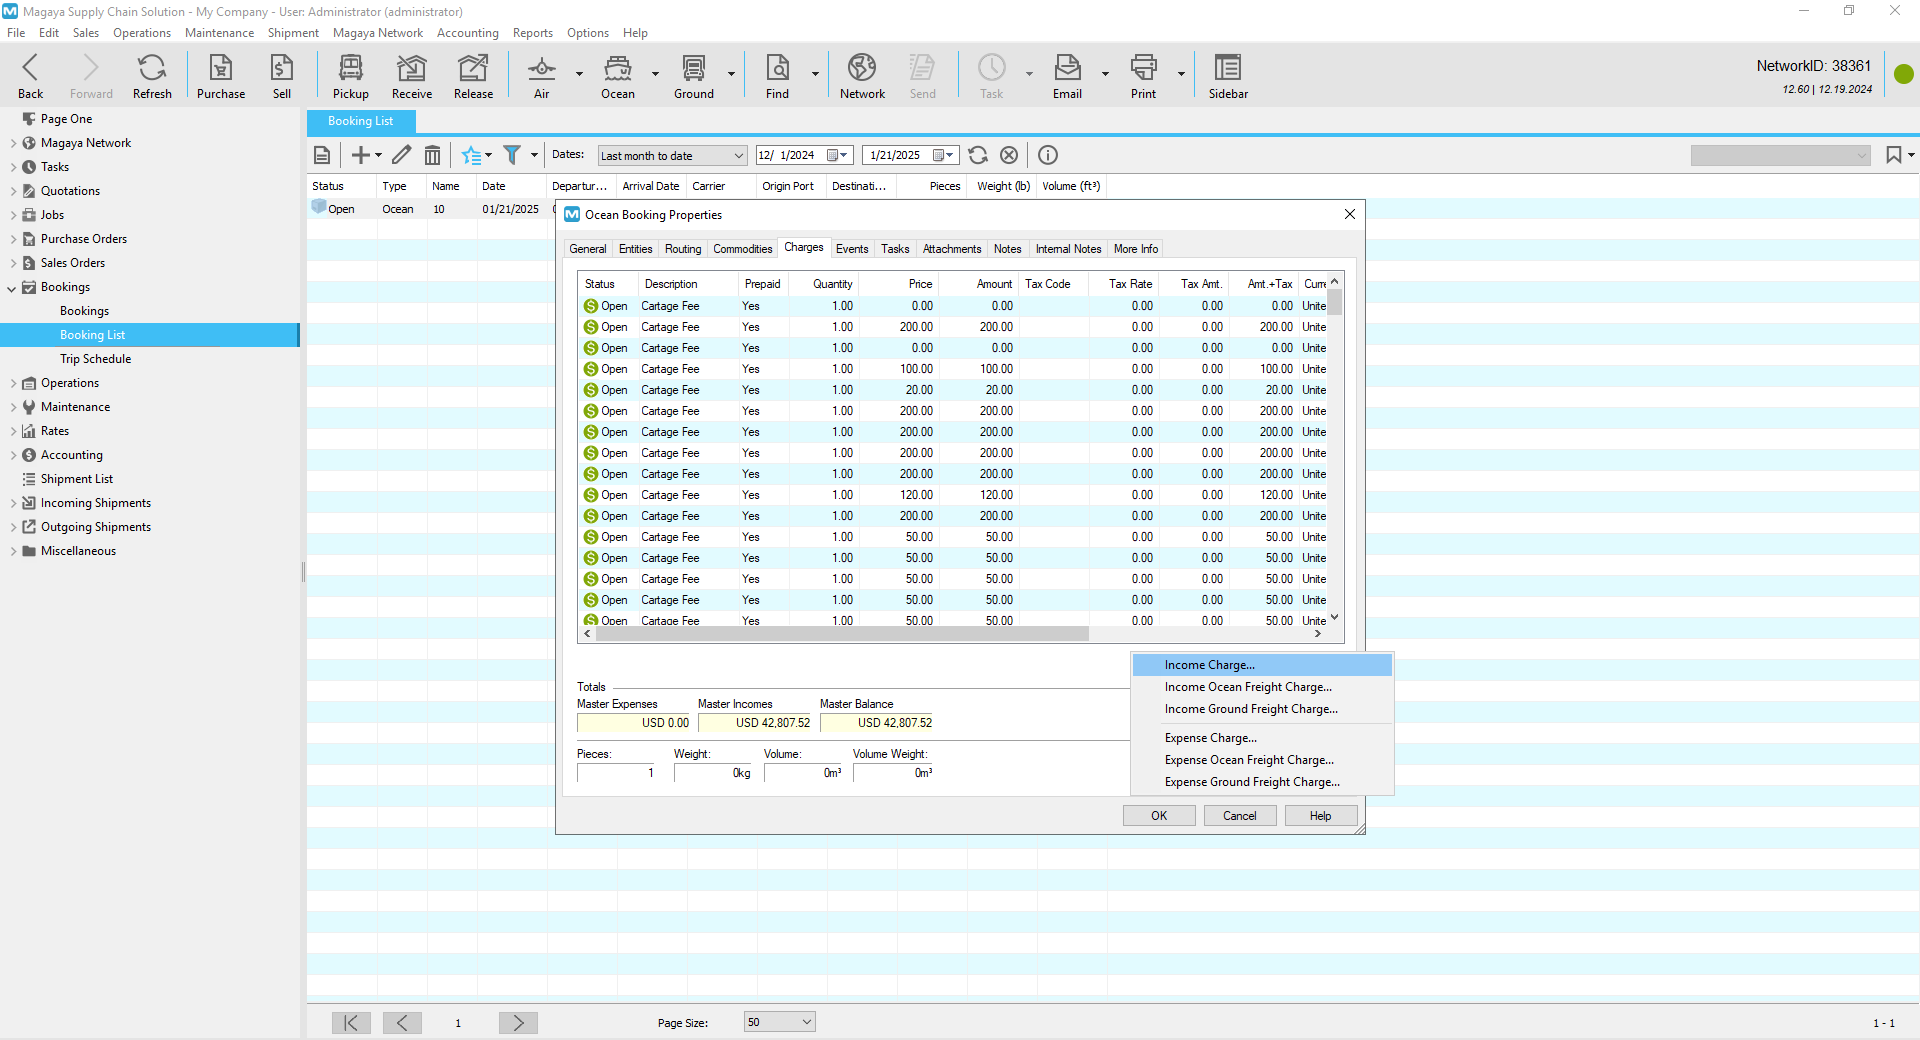 Magaya Supply Chain Solution - My Company - User: Administrator (administrator)
File Edit Sales Operations Maintenance Shipment Magaya Network Accounting Reports Options Help
Back Forward Refresh Purchase Sell Pickup Receive Release Air Ocean Ground Find Network Send Task Email Print Sidebar
NetworkID: 38361
12.60 | 12.19.2024
Page One
Magaya Network
Tasks
Quotations
Jobs
Purchase Orders
Sales Orders
Bookings
Bookings
Booking List
Trip Schedule
Operations
Maintenance
Rates
Accounting
Shipment List
Incoming Shipments
Outgoing Shipments
Miscellaneous
Booking List
Dates: Last month to date 12/ 1/2024 1/21/2025
Status Type Name Date Departur... Arrival Date Carrier Origin Port Destinati... Pieces Weight (lb) Volume (ft³)
Open Ocean 10 01/21/2025
Ocean Booking Properties
General Entities Routing Commodities Charges Events Tasks Attachments Notes Internal Notes More Info
Status Description Prepaid Quantity Price Amount Tax Code Tax Rate Tax Amt. Amt.+Tax Curre
Open Cartage Fee Yes 1.00 0.00 0.00 0.00 0.00 0.00 Unite
Open Cartage Fee Yes 1.00 200.00 200.00 0.00 0.00 200.00 Unite
Open Cartage Fee Yes 1.00 0.00 0.00 0.00 0.00 0.00 Unite
Open Cartage Fee Yes 1.00 100.00 100.00 0.00 0.00 100.00 Unite
Open Cartage Fee Yes 1.00 20.00 20.00 0.00 0.00 20.00 Unite
Open Cartage Fee Yes 1.00 200.00 200.00 0.00 0.00 200.00 Unite
Open Cartage Fee Yes 1.00 200.00 200.00 0.00 0.00 200.00 Unite
Open Cartage Fee Yes 1.00 200.00 200.00 0.00 0.00 200.00 Unite
Open Cartage Fee Yes 1.00 200.00 200.00 0.00 0.00 200.00 Unite
Open Cartage Fee Yes 1.00 120.00 120.00 0.00 0.00 120.00 Unite
Open Cartage Fee Yes 1.00 200.00 200.00 0.00 0.00 200.00 Unite
Open Cartage Fee Yes 1.00 50.00 50.00 0.00 0.00 50.00 Unite
Open Cartage Fee Yes 1.00 50.00 50.00 0.00 0.00 50.00 Unite
Open Cartage Fee Yes 1.00 50.00 50.00 0.00 0.00 50.00 Unite
Open Cartage Fee Yes 1.00 50.00 50.00 0.00 0.00 50.00 Unite
Open Cartage Fee Yes 1.00 50.00 50.00 0.00 0.00 50.00 Unite
Totals
Master Expenses Master Incomes Master Balance
USD 0.00 USD 42,807.52 USD 42,807.52
Pieces: Weight: Volume: Volume Weight:
1 0kg 0m³ 0m³
Income Charge...
Income Ocean Freight Charge...
Income Ground Freight Charge...
Expense Charge...
Expense Ocean Freight Charge...
Expense Ground Freight Charge...
OK Cancel Help
1 Page Size: 50 1 - 1